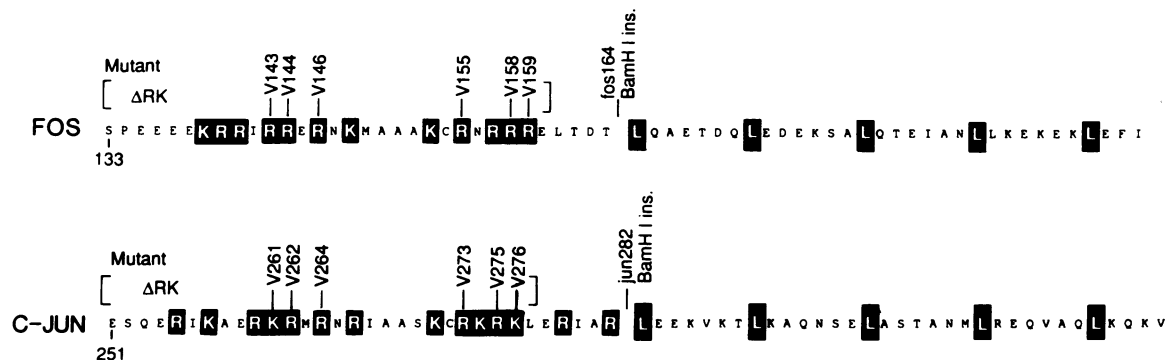 Mutant
ΔRK
V143
V144
V146
V155
V158
V159
fos164
BamH I ins.
FOS
S P E E E E K R R I R R E R N K M A A A K C R N R R R E L T D T L Q A E T D Q L E D E K S A L Q T E I A N L L K E K E K L E F I
133
Mutant
ΔRK
V261
V262
V264
V273
V275
V276
jun282
BamH I ins.
C-JUN
E S Q E R I K A E R K R M R N R I A A S K C R K R K L E R I A R L E E K V K T L K A Q N S E L A S T A N M L R E Q V A Q L K Q K V
251